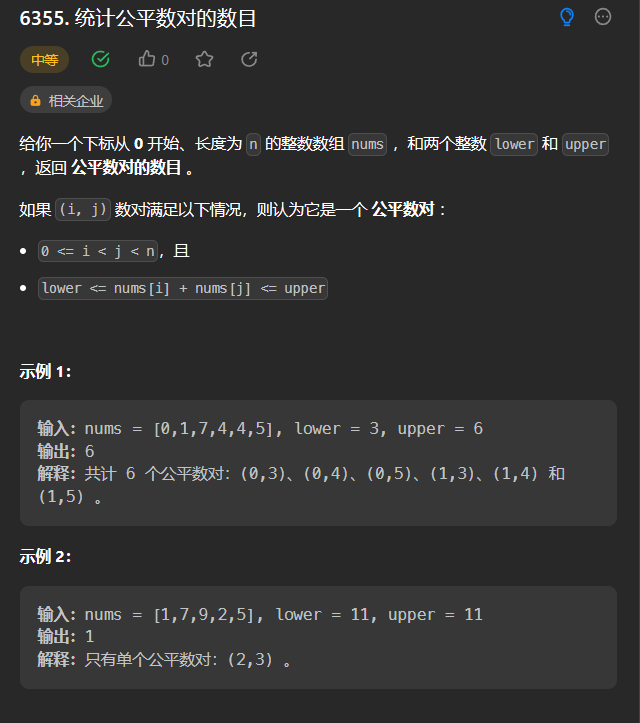 6355. 统计公平数对的数目
中等 0
相关企业
给你一个下标从 0 开始、长度为 n 的整数数组 nums ，和两个整数 lower 和 upper
，返回 公平数对的数目 。
如果 (i, j) 数对满足以下情况，则认为它是一个 公平数对 ：
• 0 <= i < j < n，且
• lower <= nums[i] + nums[j] <= upper
示例 1：
输入：nums = [0,1,7,4,4,5], lower = 3, upper = 6
输出：6
解释：共计 6 个公平数对：(0,3)、(0,4)、(0,5)、(1,3)、(1,4) 和
(1,5) 。
示例 2：
输入：nums = [1,7,9,2,5], lower = 11, upper = 11
输出：1
解释：只有单个公平数对：(2,3) 。